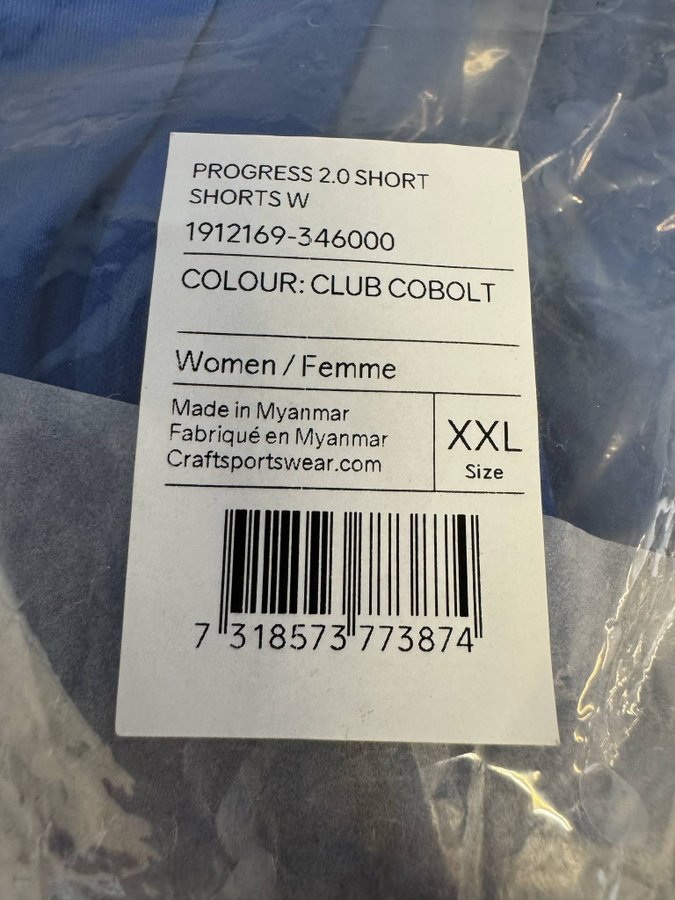 PROGRESS 2.0 SHORT
SHORTS W
1912169-346000
COLOUR: CLUB COBOLT
Women / Femme
Made in Myanmar
Fabriqué en Myanmar
Craftsportswear.com
XXL
Size
7 318573 773874